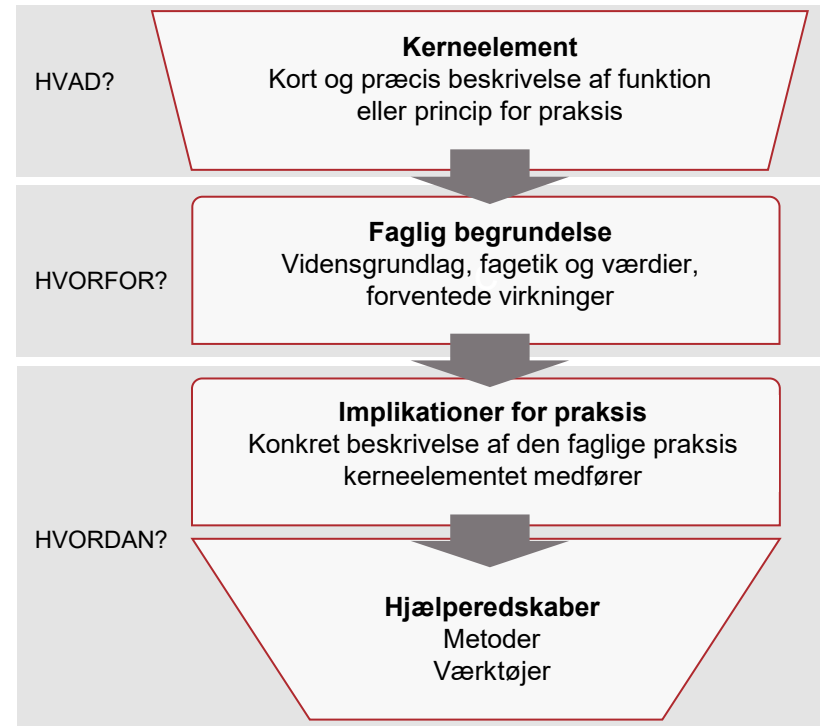 HVAD?
Kerneelement
Kort og præcis beskrivelse af funktion
eller princip for praksis
HVORFOR?
Faglig begrundelse
Vidensgrundlag, fagetik og værdier,
forventede virkninger
HVORDAN?
Implikationer for praksis
Konkret beskrivelse af den faglige praksis
kerneelementet medfører
Hjælperedskaber
Metoder
Værktøjer